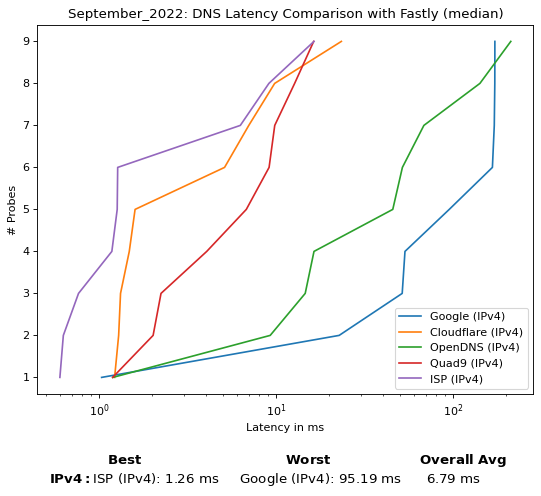 September_2022: DNS Latency Comparison with Fastly (median)
9
8
7
6
5
4
3
2
1
# Probes
10⁰
10¹
10²
Latency in ms
Google (IPv4)
Cloudflare (IPv4)
OpenDNS (IPv4)
Quad9 (IPv4)
ISP (IPv4)
Best Worst Overall Avg
IPv4: ISP (IPv4): 1.26 ms Google (IPv4): 95.19 ms 6.79 ms